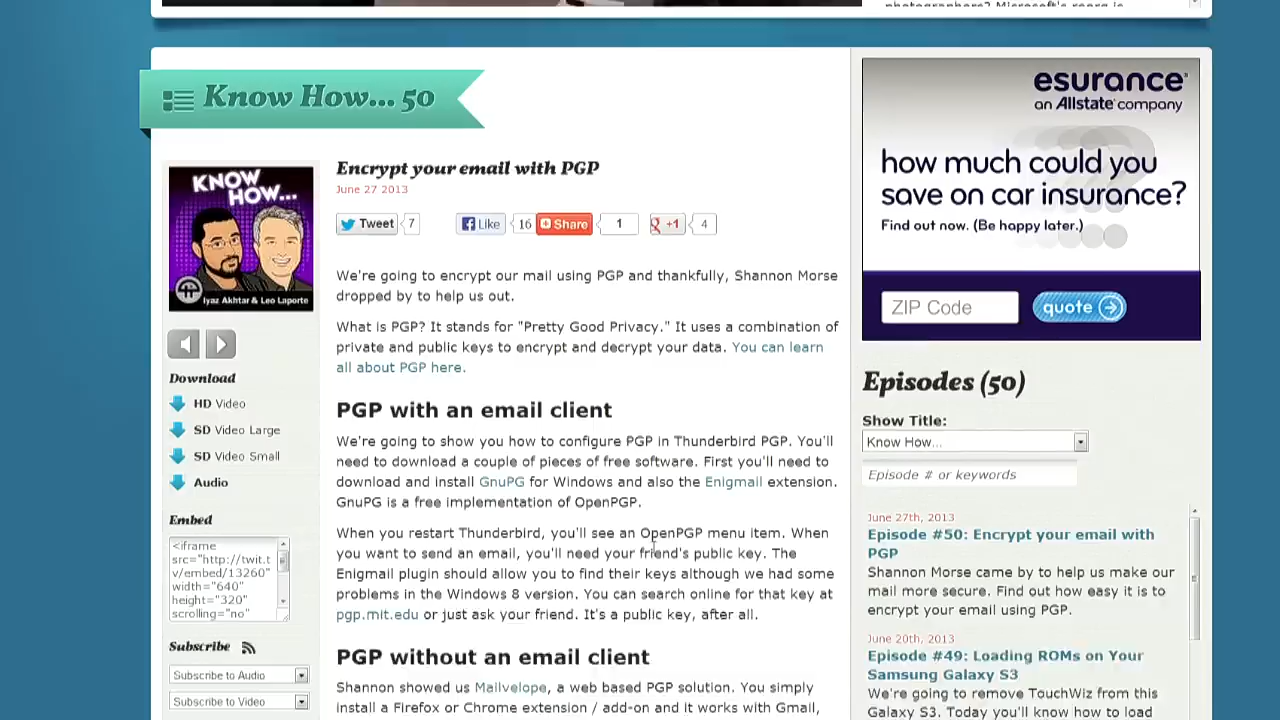 photographers? Microsoft's
Know How... 50
KNOW
HOW...
Iyaz Akhtar & Leo Laporte
Download
HD Video
SD Video Large
SD Video Small
Audio
Embed
<iframe
src="http://twit.t
v/embed/13260"
width="640"
height="320"
scrolling="no"
Subscribe
Subscribe to Audio
Subscribe to Video
Encrypt your email with PGP
June 27 2013
Tweet 7 Like 16 Share 1 +1 4
We're going to encrypt our mail using PGP and thankfully, Shannon Morse
dropped by to help us out.
What is PGP? It stands for "Pretty Good Privacy." It uses a combination of
private and public keys to encrypt and decrypt your data. You can learn
all about PGP here.
PGP with an email client
We're going to show you how to configure PGP in Thunderbird PGP. You'll
need to download a couple of pieces of free software. First you'll need to
download and install GnuPG for Windows and also the Enigmail extension.
GnuPG is a free implementation of OpenPGP.
When you restart Thunderbird, you'll see an OpenPGP menu item. When
you want to send an email, you'll need your friend's public key. The
Enigmail plugin should allow you to find their keys although we had some
problems in the Windows 8 version. You can search online for that key at
pgp.mit.edu or just ask your friend. It's a public key, after all.
PGP without an email client
Shannon showed us Mailvelope, a web based PGP solution. You simply
install a Firefox or Chrome extension / add-on and it works with Gmail,
esurance
an Allstate company
how much could you
save on car insurance?
Find out now. (Be happy later.)
ZIP Code quote
Episodes (50)
Show Title:
Know How...
Episode # or keywords
June 27th, 2013
Episode #50: Encrypt your email with
PGP
Shannon Morse came by to help us make our
mail more secure. Find out how easy it is to
encrypt your email using PGP.
June 20th, 2013
Episode #49: Loading ROMs on Your
Samsung Galaxy S3
We're going to remove TouchWiz from this
Galaxy S3. Today you'll know how to load